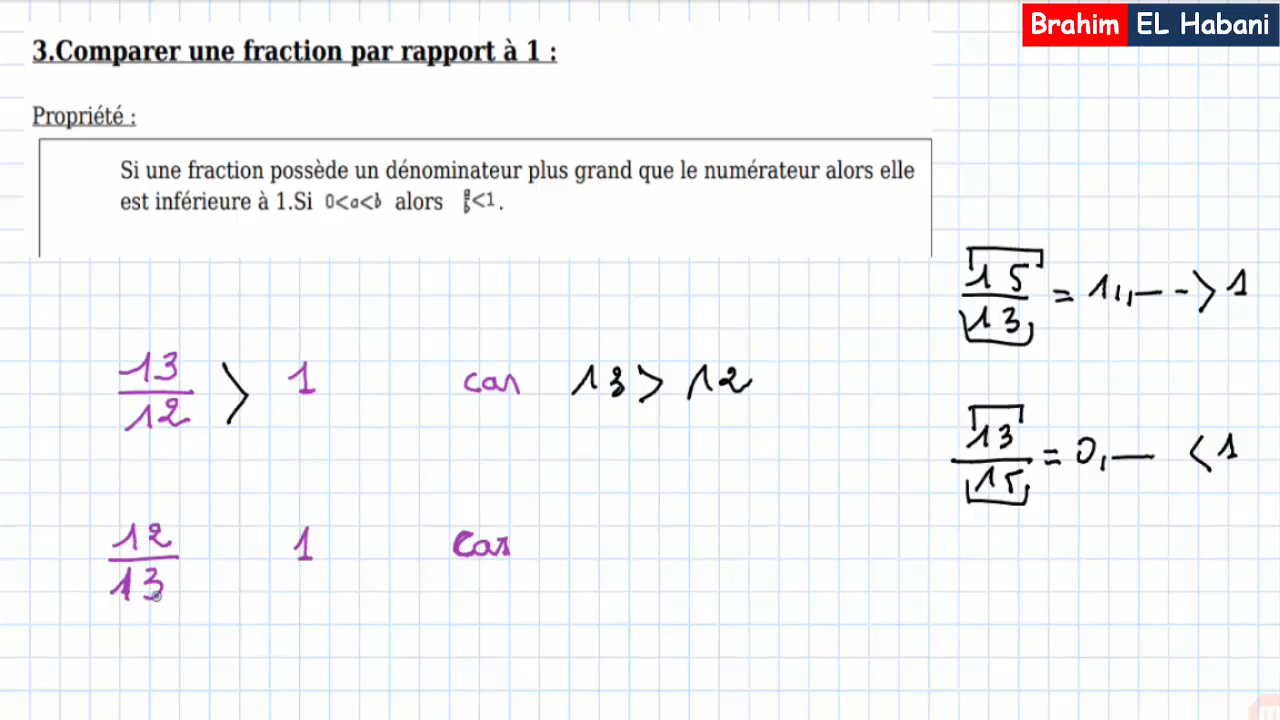 Brahim EL Habani
3.Comparer une fraction par rapport à 1 :
Propriété :
Si une fraction possède un dénominateur plus grand que le numérateur alors elle
est inférieure à 1.Si 0<a<b alors a/b<1.
15/13 = 1,,— - > 1
13/12 > 1 car 13 > 12
13/15 = 0,— < 1
12/13 1 car